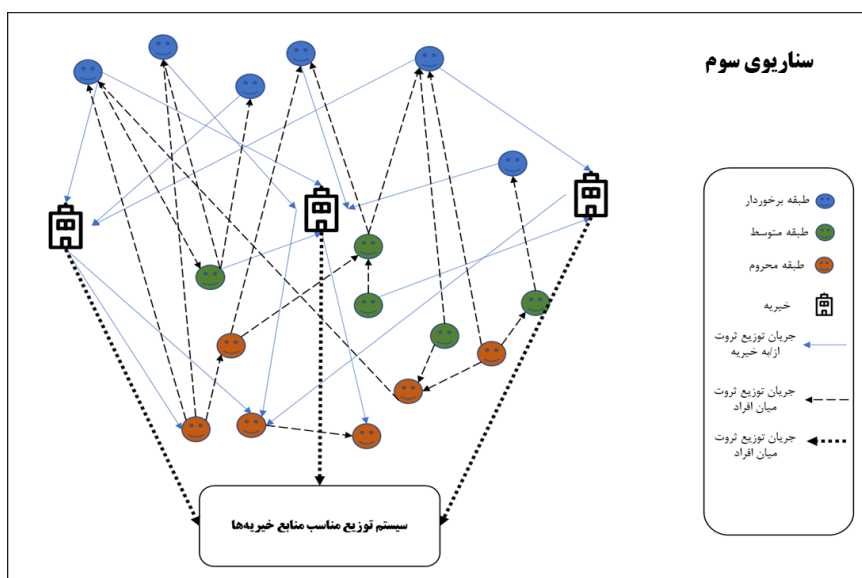 سناریوی سوم
طبقه برخوردار
طبقه متوسط
طبقه محروم
خیریه
جریان توزیع ثروت
از/به خیریه
جریان توزیع ثروت
میان افراد
جریان توزیع ثروت
میان افراد
سیستم توزیع مناسب منابع خیریه‌ها